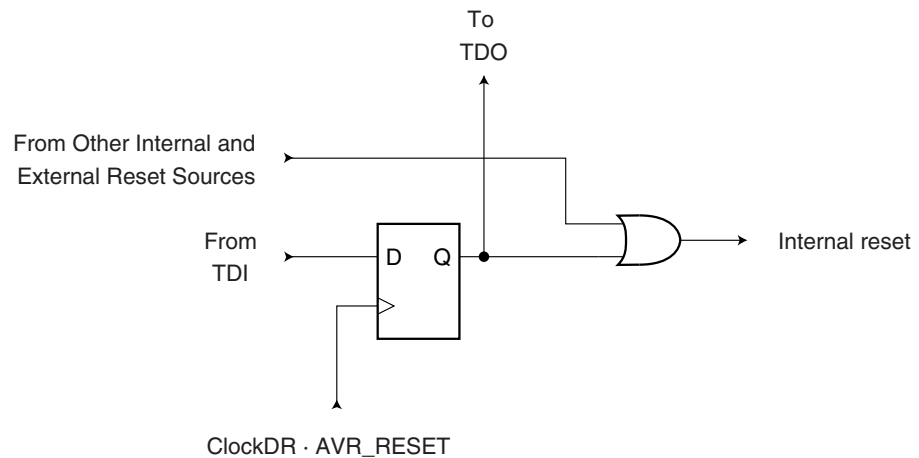 To
TDO
From Other Internal and
External Reset Sources
From
TDI
D Q
Internal reset
ClockDR · AVR_RESET